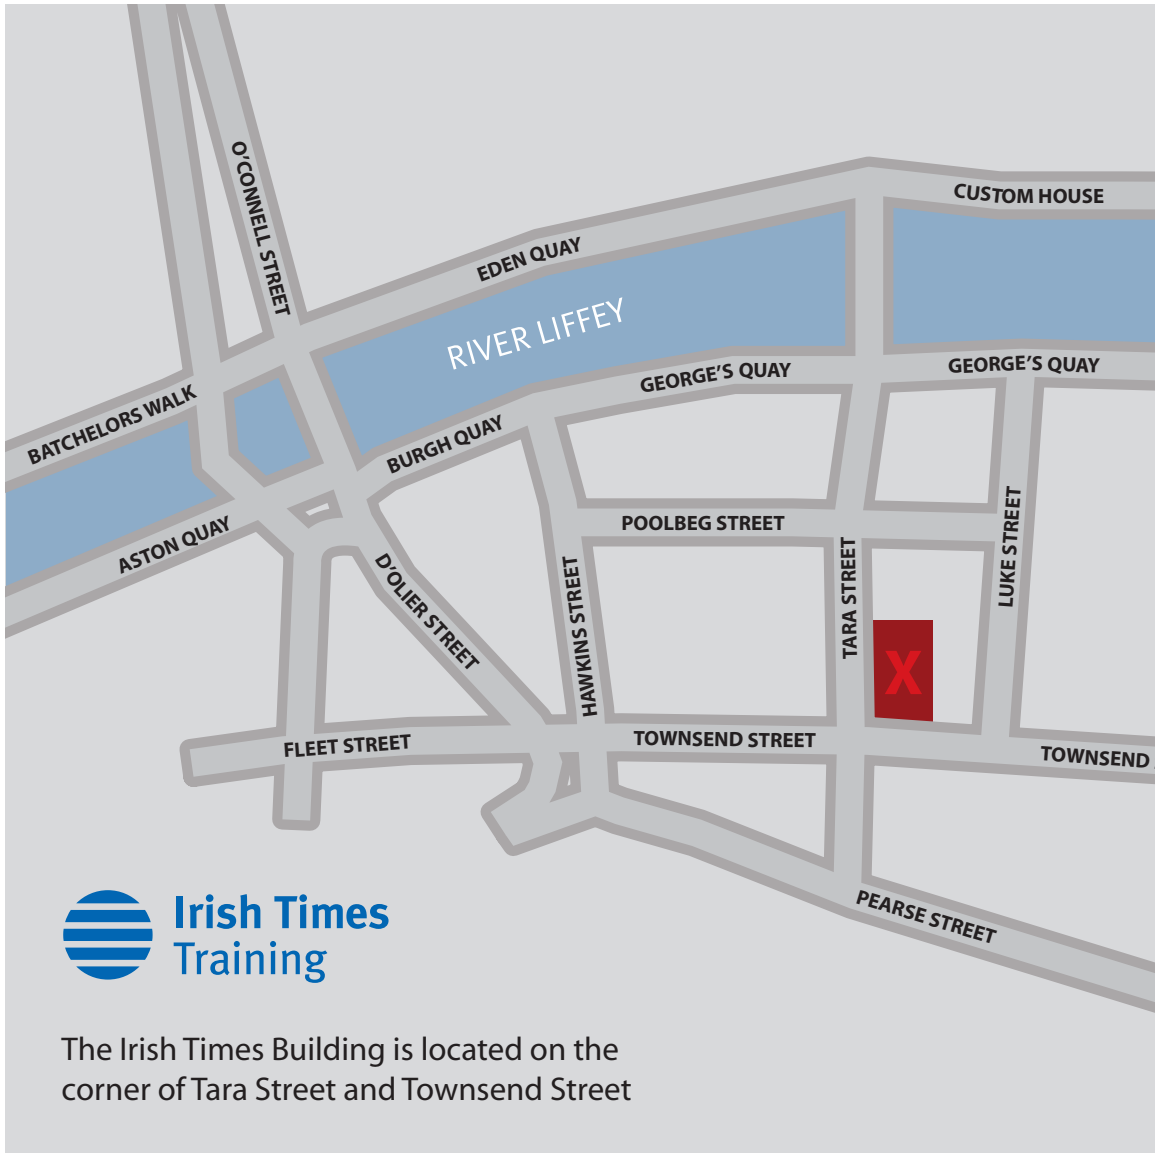 O'CONNELL STREET
CUSTOM HOUSE
EDEN QUAY
RIVER LIFFEY
GEORGE'S QUAY
GEORGE'S QUAY
BATCHELORS WALK
BURGH QUAY
ASTON QUAY
POOLBEG STREET
D'OLIER STREET
HAWKINS STREET
TARA STREET
LUKE STREET
X
FLEET STREET
TOWNSEND STREET
TOWNSEND
PEARSE STREET
Irish Times
Training
The Irish Times Building is located on the
corner of Tara Street and Townsend Street